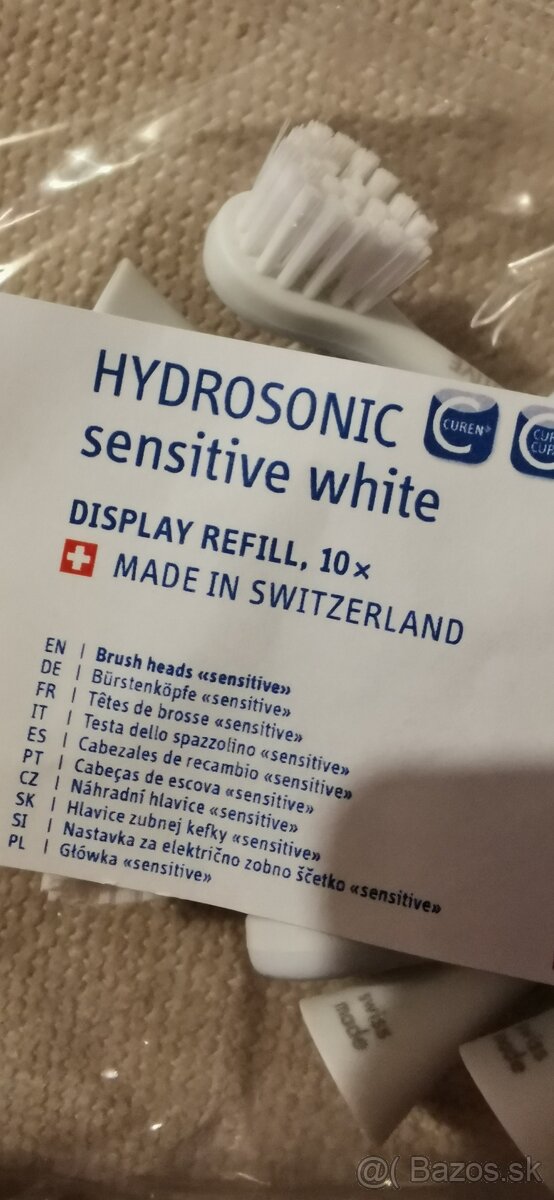 HYDROSONIC
sensitive white
CUREN
DISPLAY REFILL, 10x
MADE IN SWITZERLAND
EN | Brush heads «sensitive»
DE | Bürstenköpfe «sensitive»
FR | Têtes de brosse «sensitive»
IT | Testa dello spazzolino «sensitive»
ES | Cabezales de recambio «sensitive»
PT | Cabeças de escova «sensitive»
CZ | Náhradní hlavice «sensitive»
SK | Hlavice zubnej kefky «sensitive»
SI | Nastavka za električno zobno ščetko «sensitive»
PL | Główka «sensitive»
swiss
made
@( Bazos.sk